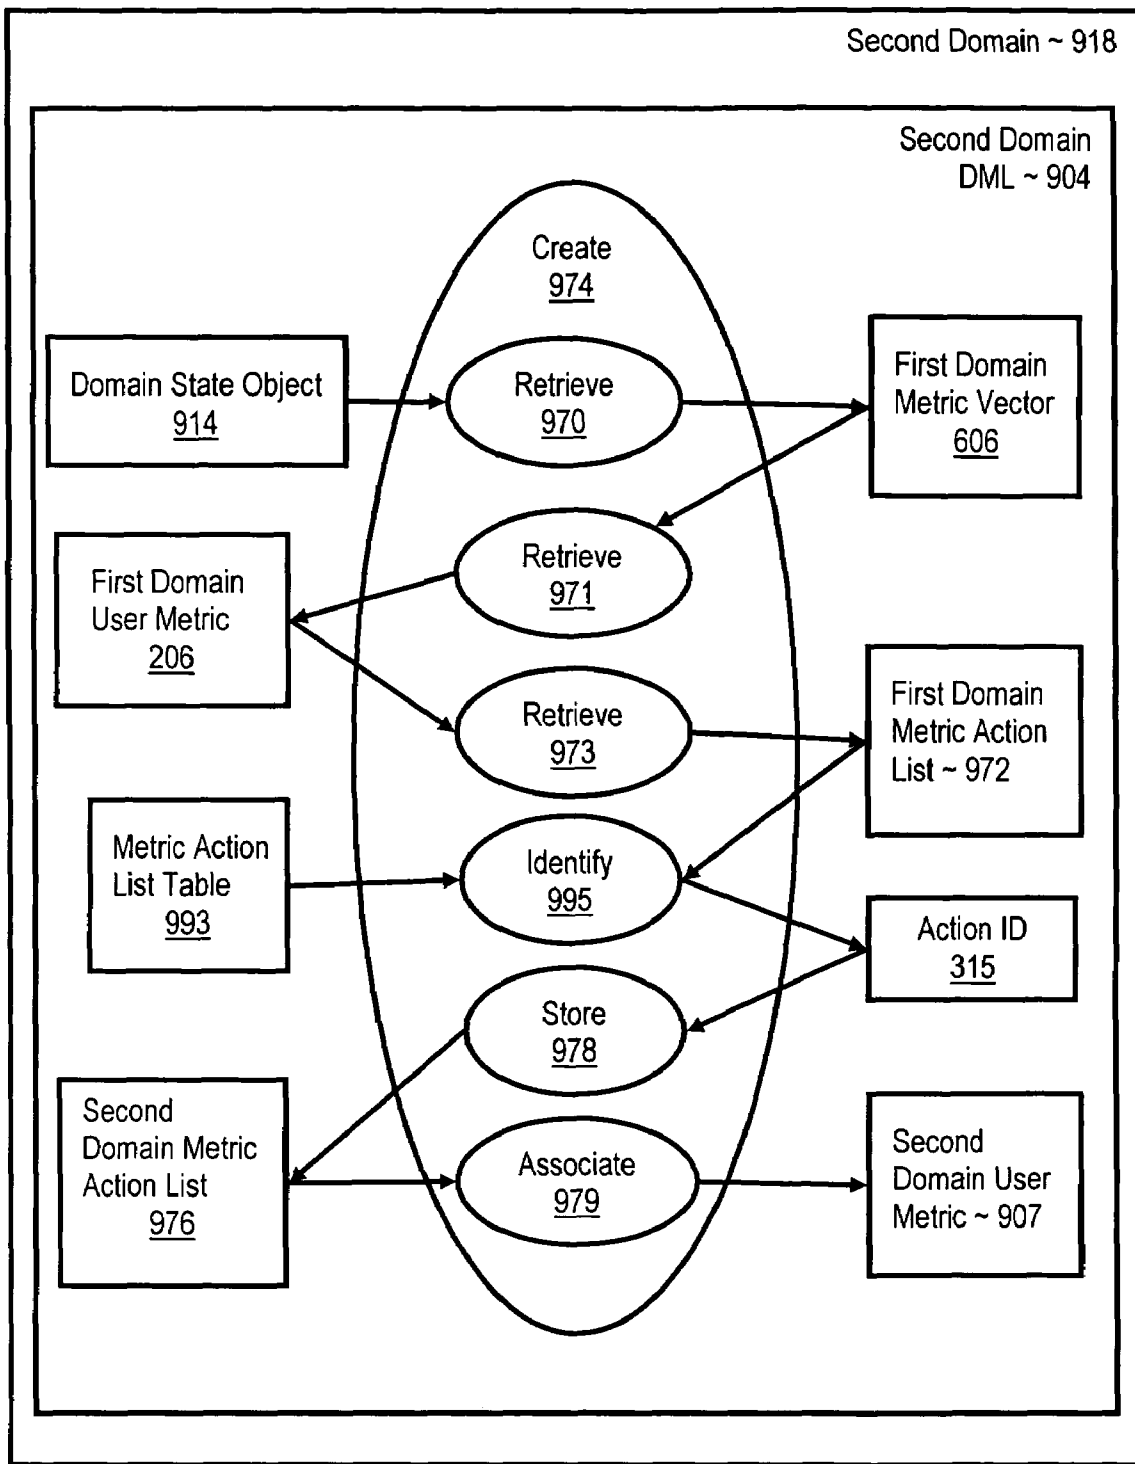 Second Domain ~ 918
Second Domain
DML ~ 904
Create
974
Domain State Object
914
Retrieve
970
First Domain
Metric Vector
606
Retrieve
971
First Domain
User Metric
206
Retrieve
973
First Domain
Metric Action
List ~ 972
Metric Action
List Table
993
Identify
995
Action ID
315
Store
978
Second
Domain Metric
Action List
976
Associate
979
Second
Domain User
Metric ~ 907